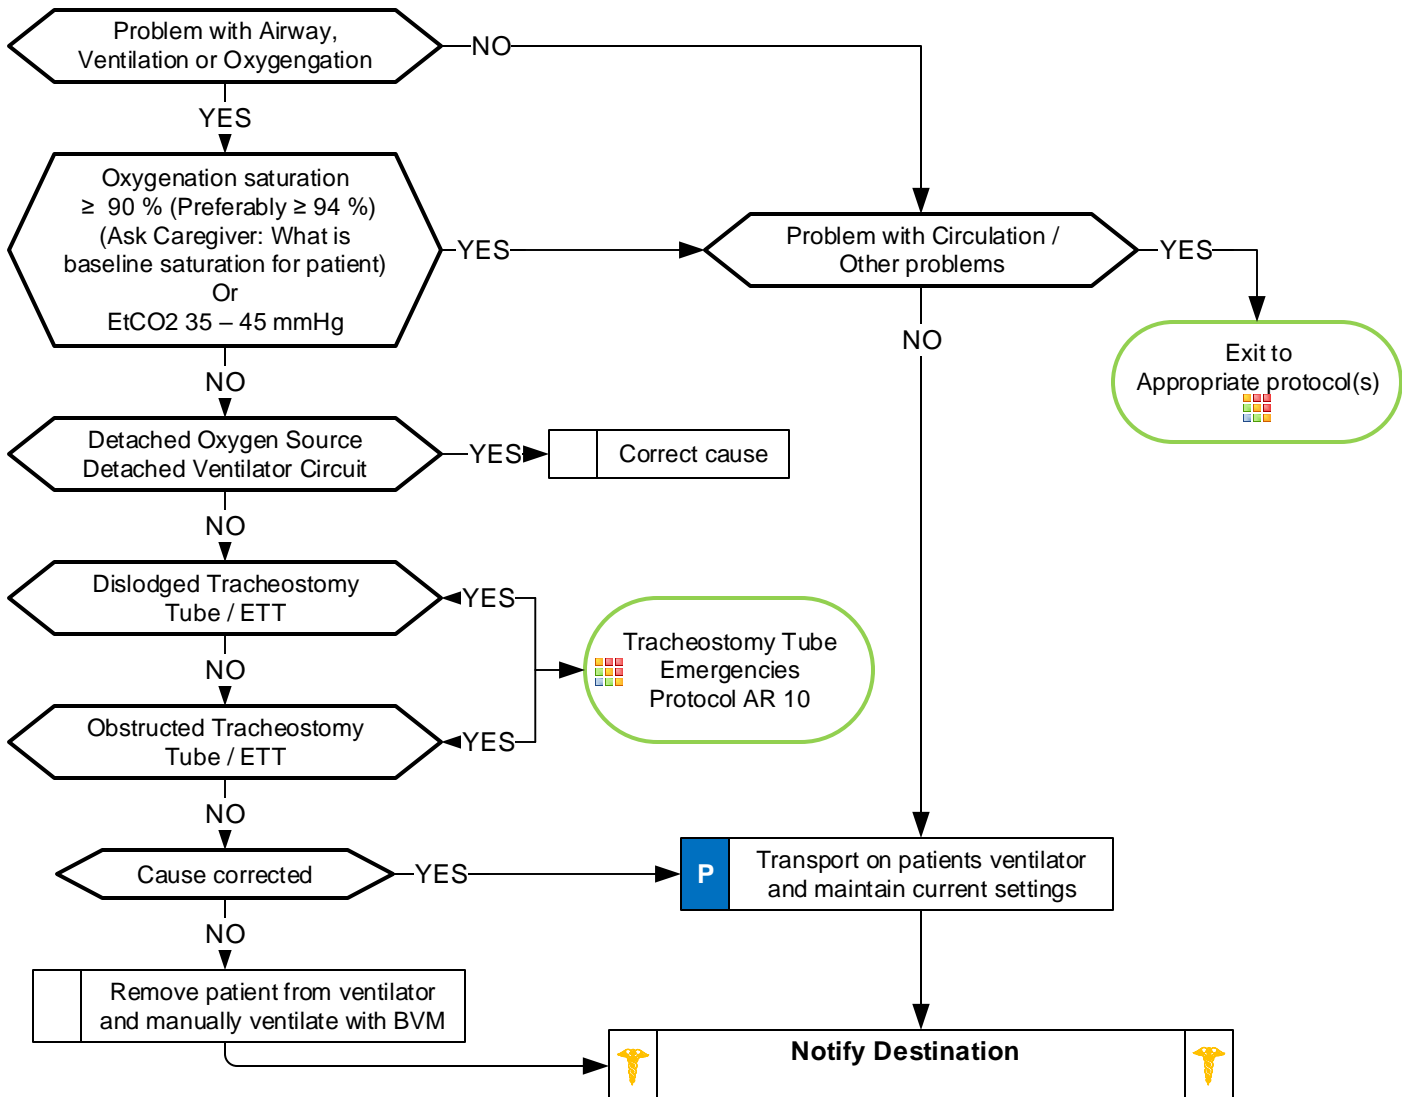 Problem with Airway,
Ventilation or Oxygengation
NO
YES
Oxygenation saturation
≥ 90 % (Preferably ≥ 94 %)
(Ask Caregiver: What is
baseline saturation for patient)
Or
EtCO2 35 – 45 mmHg
YES
Problem with Circulation /
Other problems
YES
NO
Exit to
Appropriate protocol(s)
NO
Detached Oxygen Source
Detached Ventilator Circuit
YES
Correct cause
NO
Dislodged Tracheostomy
Tube / ETT
YES
Tracheostomy Tube
Emergencies
Protocol AR 10
NO
Obstructed Tracheostomy
Tube / ETT
YES
NO
Cause corrected
YES
P
Transport on patients ventilator
and maintain current settings
NO
Remove patient from ventilator
and manually ventilate with BVM
Notify Destination